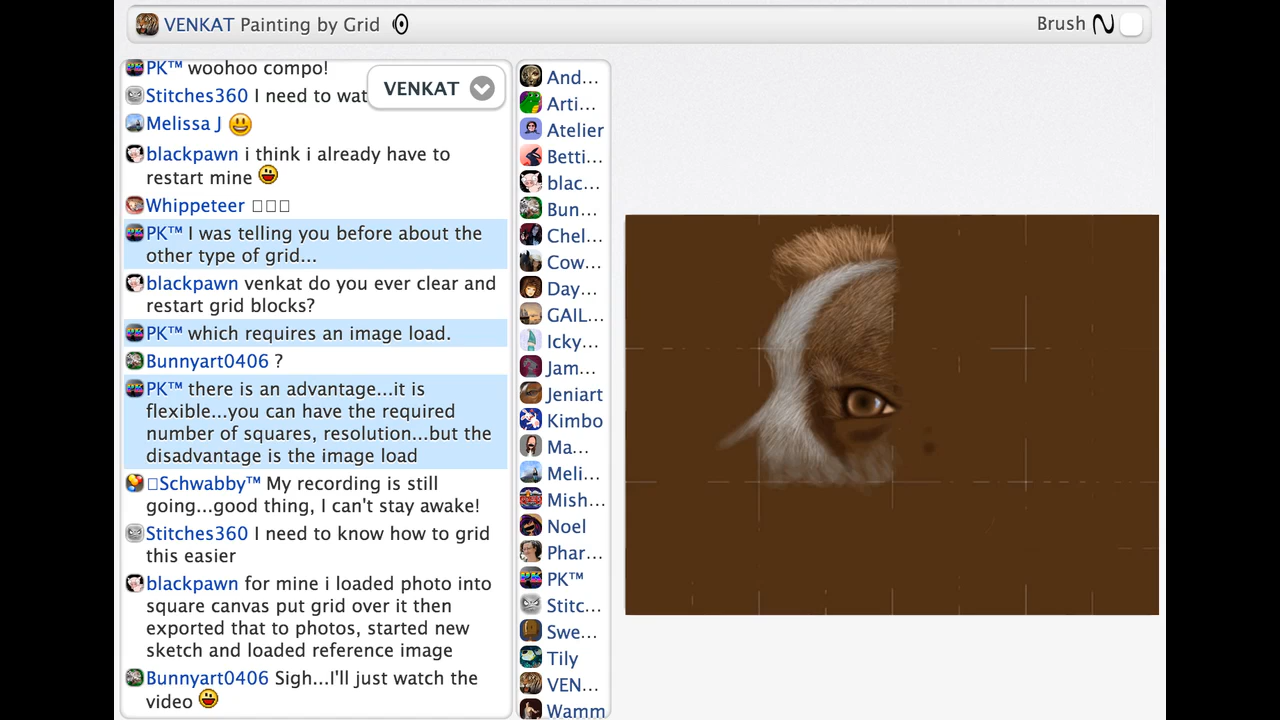 VENKAT Painting by Grid
Brush
PK™ woohoo compo!
VENKAT
Stitches360 I need to wat
Melissa J
blackpawn i think i already have to
restart mine
Whippeteer
PK™ I was telling you before about the
other type of grid...
blackpawn venkat do you ever clear and
restart grid blocks?
PK™ which requires an image load.
Bunnyart0406 ?
PK™ there is an advantage...it is
flexible...you can have the required
number of squares, resolution...but the
disadvantage is the image load
Schwabby™ My recording is still
going...good thing, I can't stay awake!
Stitches360 I need to know how to grid
this easier
blackpawn for mine i loaded photo into
square canvas put grid over it then
exported that to photos, started new
sketch and loaded reference image
Bunnyart0406 Sigh...I'll just watch the
video
And...
Arti...
Atelier
Betti...
blac...
Bun...
Chel...
Cow...
Day...
GAIL...
Icky...
Jam...
Jeniart
Kimbo
Ma...
Meli...
Mish...
Noel
Phar...
PK™
Stitc...
Swe...
Tily
VEN...
Wamm